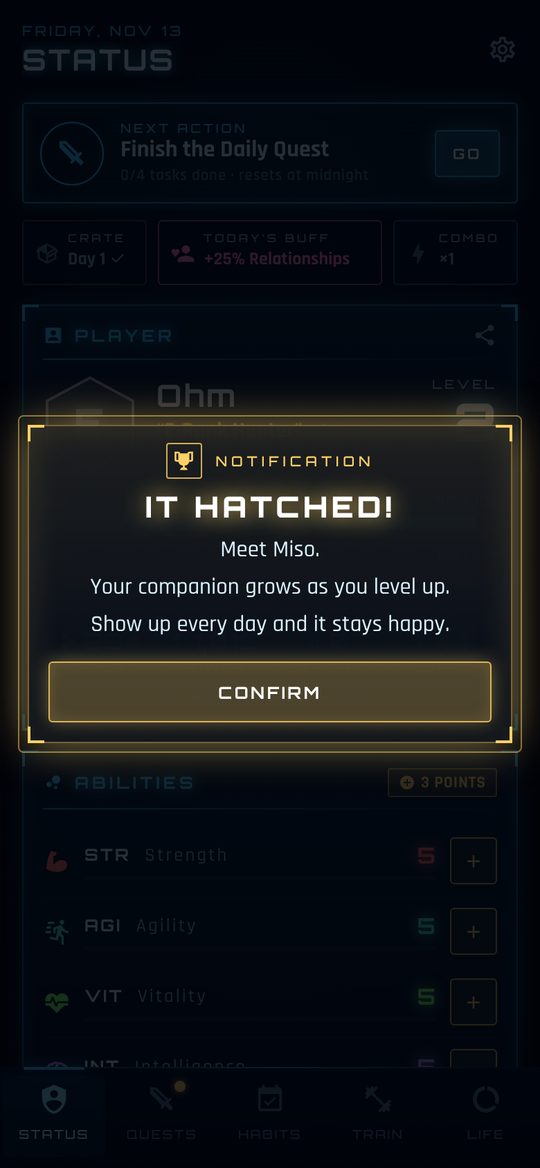 FRIDAY, NOV 13
STATUS
NEXT ACTION
Finish the Daily Quest
0/4 tasks done · resets at midnight
GO
CRATE
Day 1 ✓
TODAY'S BUFF
+25% Relationships
COMBO
×1
PLAYER
Ohm
LEVEL
NOTIFICATION
IT HATCHED!
Meet Miso.
Your companion grows as you level up.
Show up every day and it stays happy.
CONFIRM
ABILITIES
3 POINTS
STR Strength 5 +
AGI Agility 5 +
VIT Vitality 5 +
INT Intelligence
STATUS
QUESTS
HABITS
TRAIN
LIFE